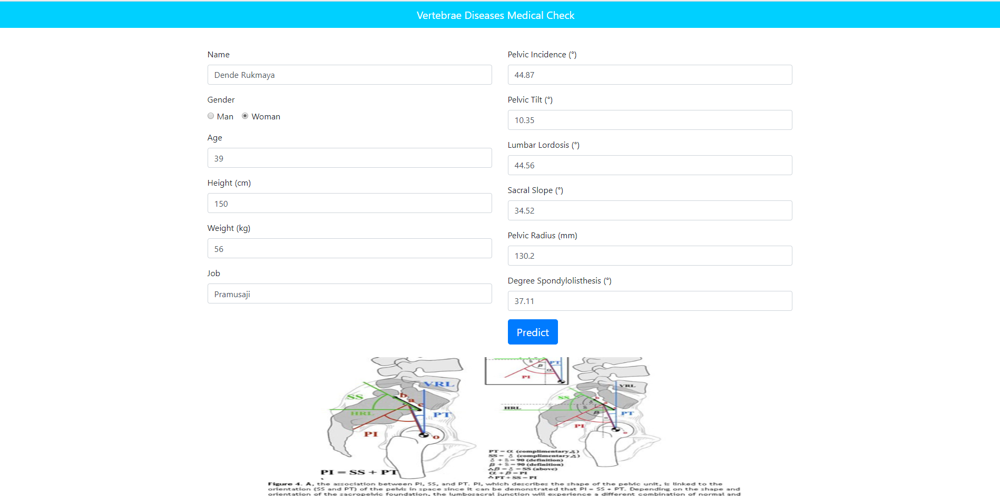 Vertebrae Diseases Medical Check
Name
Dende Rukmaya
Gender
Man Woman
Age
39
Height (cm)
150
Weight (kg)
56
Job
Pramusaji
Pelvic Incidence (°)
44.87
Pelvic Tilt (°)
10.35
Lumbar Lordosis (°)
44.56
Sacral Slope (°)
34.52
Pelvic Radius (mm)
130.2
Degree Spondylolisthesis (°)
37.11
Predict
VRL
SS
b
a
c
HRL
PT
PI
o
PI = SS + PT
PT
β
α
PI
VRL
SS
HRL
β
PT
PI
PT = α (complimentary ∠)
SS = δ (complimentary ∠)
δ + δ = 90 (definition)
β + δ = 90 (definition)
∴ β = δ = SS (above)
α + β = PI
∴ PT + SS = PI
Figure 4. A, the association between PI, SS, and PT. PI, which describes the shape of the pelvic unit, is linked to the
orientation (SS and PT) of the pelvis in space since it can be demonstrated that PI = SS + PT. Depending on the shape and
orientation of the sacropelvic foundation, the lumbosacral junction will experience a different combination of normal and